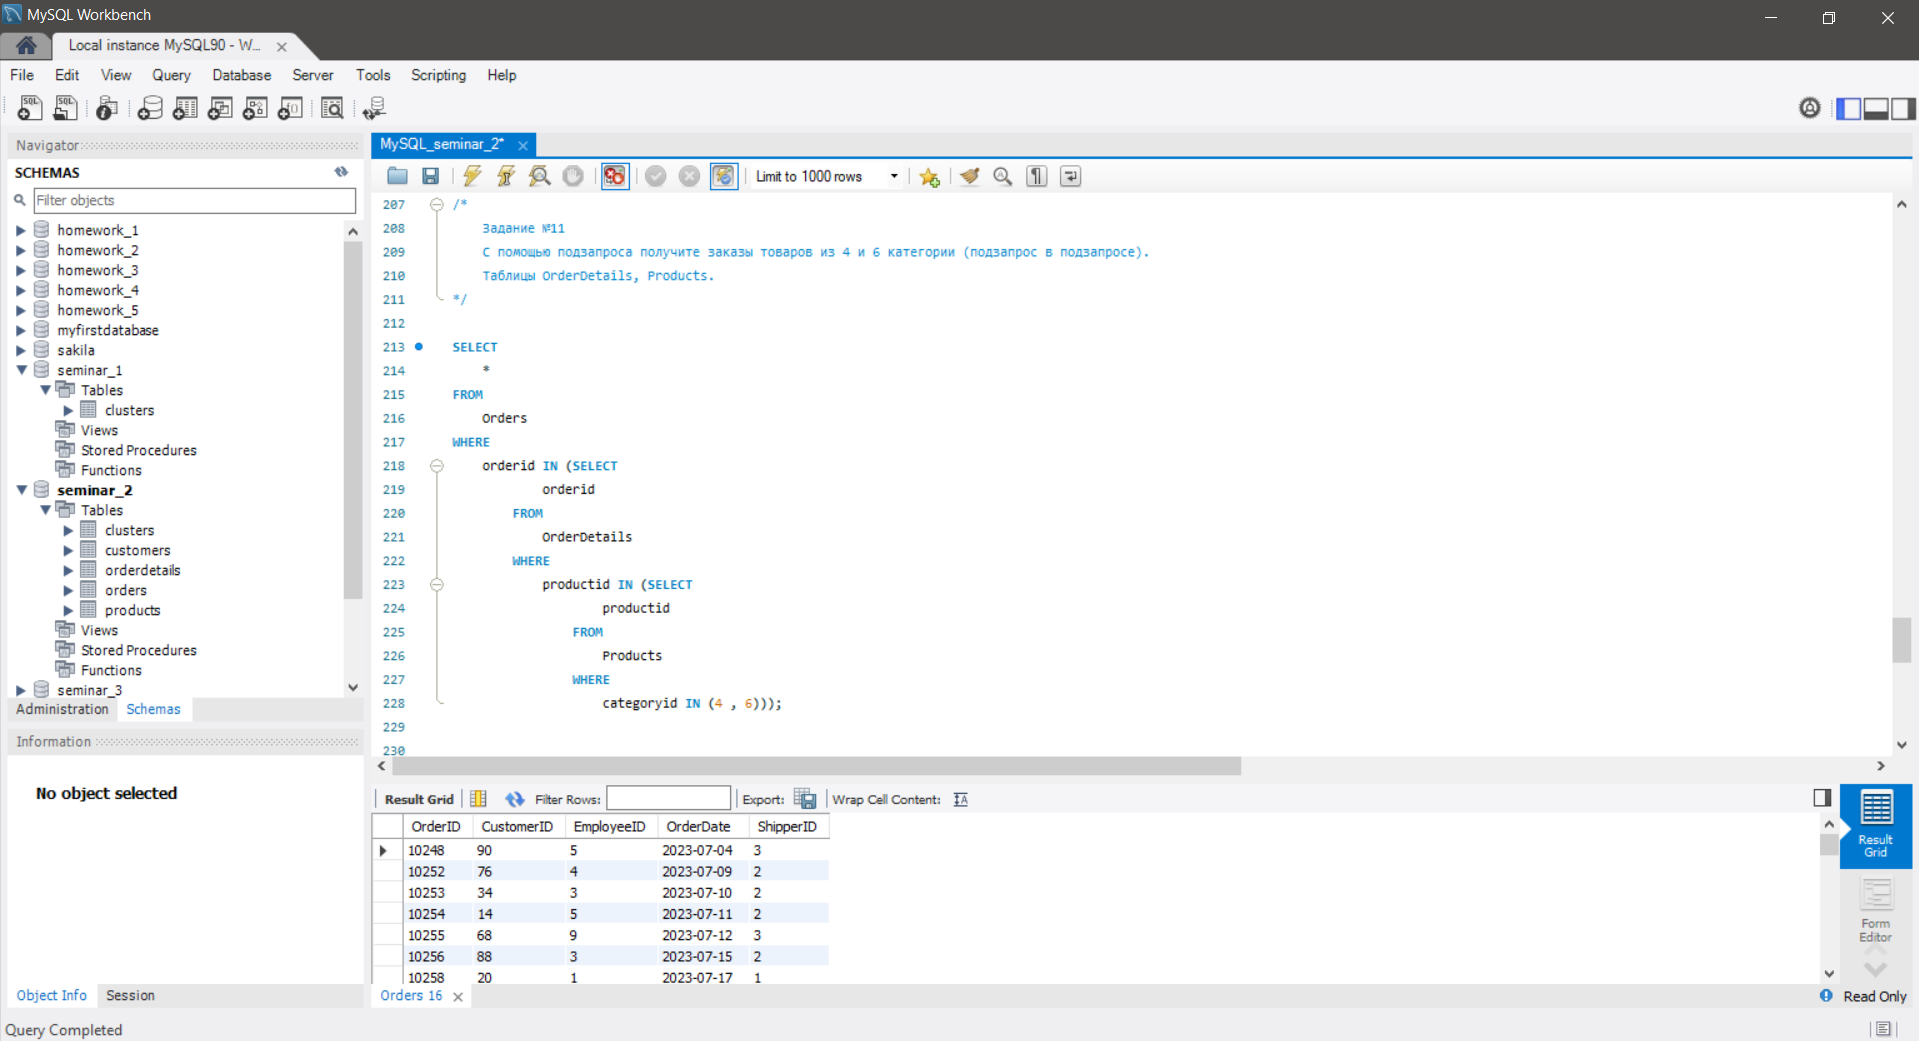 MySQL Workbench
Local instance MySQL90 - W...
File Edit View Query Database Server Tools Scripting Help
Navigator
SCHEMAS
Filter objects
homework_1
homework_2
homework_3
homework_4
homework_5
myfirstdatabase
sakila
seminar_1
Tables
clusters
Views
Stored Procedures
Functions
seminar_2
Tables
clusters
customers
orderdetails
orders
products
Views
Stored Procedures
Functions
seminar_3
Administration Schemas
Information
No object selected
Object Info Session
MySQL_seminar_2*
Limit to 1000 rows
207 /*
208 Задание №11
209 С помощью подзапроса получите заказы товаров из 4 и 6 категории (подзапрос в подзапросе).
210 Таблицы OrderDetails, Products.
211 */
212
213 SELECT
214 *
215 FROM
216 Orders
217 WHERE
218 orderid IN (SELECT
219 orderid
220 FROM
221 OrderDetails
222 WHERE
223 productid IN (SELECT
224 productid
225 FROM
226 Products
227 WHERE
228 categoryid IN (4 , 6)));
229
230
Result Grid Filter Rows: Export: Wrap Cell Content:
OrderID CustomerID EmployeeID OrderDate ShipperID
10248 90 5 2023-07-04 3
10252 76 4 2023-07-09 2
10253 34 3 2023-07-10 2
10254 14 5 2023-07-11 2
10255 68 9 2023-07-12 3
10256 88 3 2023-07-15 2
10258 20 1 2023-07-17 1
Result
Grid
Form
Editor
Orders 16
Read Only
Query Completed